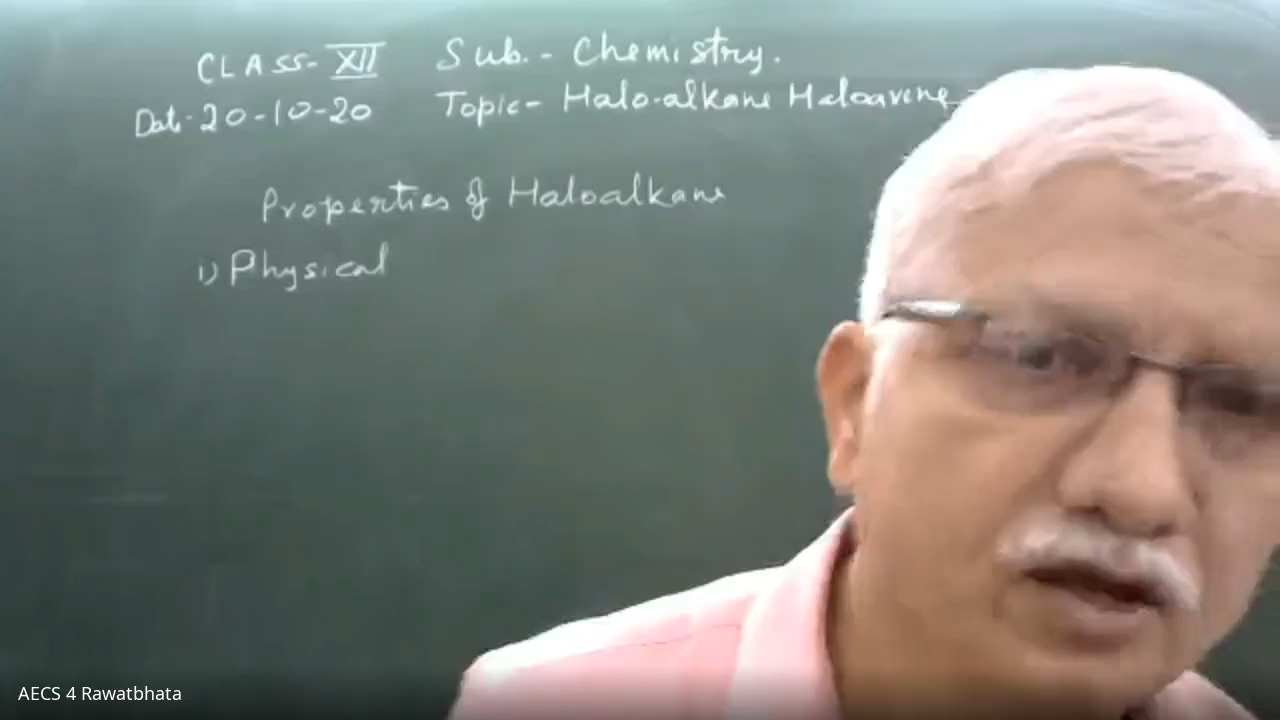 CLASS-XII Sub.- Chemistry.
Date.20-10-20 Topic- Halo-alkane Haloarene
Properties of Haloalkane
i) Physical
AECS 4 Rawatbhata